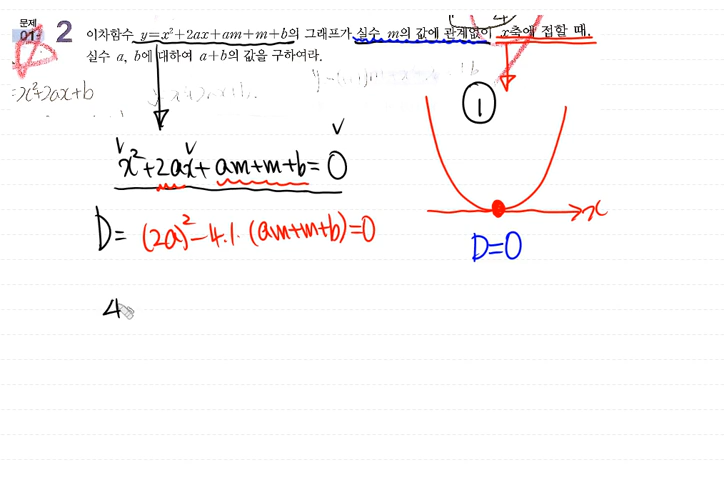 문제
01- 2 이차함수 y=x²+2ax+am+m+b의 그래프가 실수 m의 값에 관계없이 x축에 접할 때,
실수 a, b에 대하여 a+b의 값을 구하여라.
=x²+2ax+b
1
x²+2ax+am+m+b=0
D= (2a)²-4.1.(am+m+b)=0
x
D=0
4